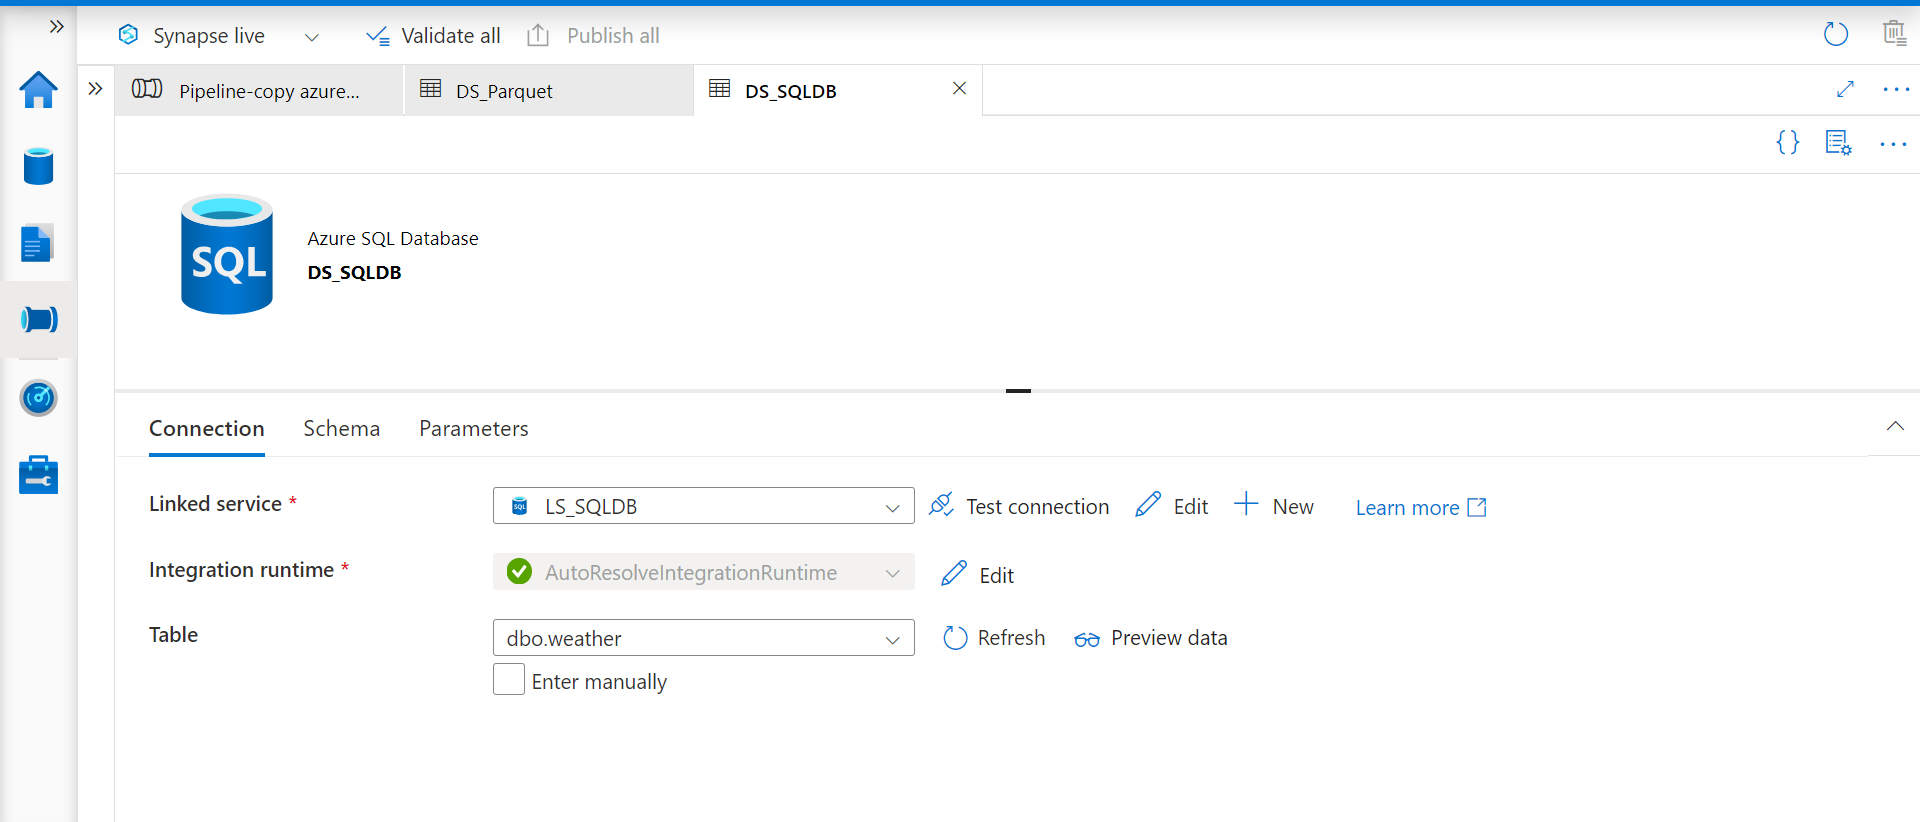 Synapse live
Validate all
Publish all
Pipeline-copy azure...
DS_Parquet
DS_SQLDB
SQL
Azure SQL Database
DS_SQLDB
Connection
Schema
Parameters
Linked service *
SQL
LS_SQLDB
Test connection
Edit
New
Learn more
Integration runtime *
AutoResolveIntegrationRuntime
Edit
Table
dbo.weather
Refresh
Preview data
Enter manually